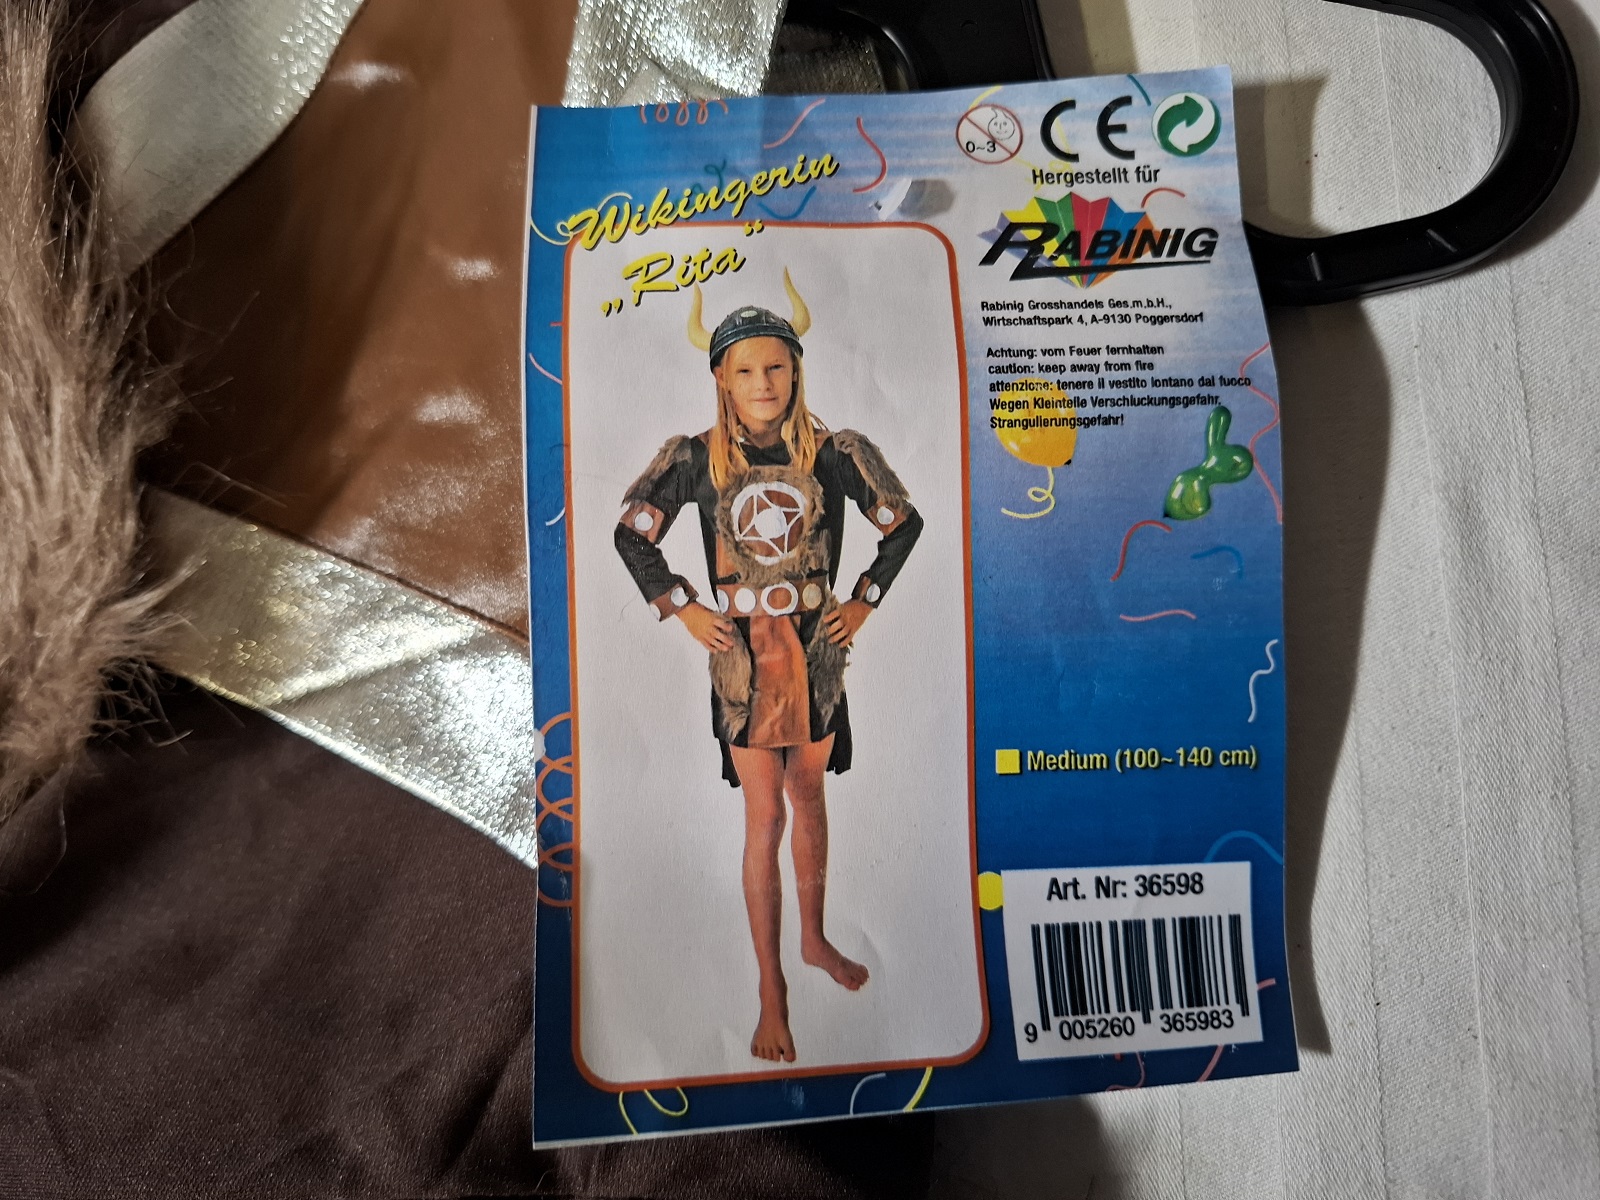 Wikingerin
„Rita“
0~3
CE
Hergestellt für
RABINIG
Rabinig Grosshandels Ges.m.b.H.,
Wirtschaftspark 4, A-9130 Poggersdorf
Achtung: vom Feuer fernhalten
caution: keep away from fire
attenzione: tenere il vestito lontano dal fuoco
Wegen Kleinteile Verschluckungsgefahr,
Strangulierungsgefahr!
Medium (100~140 cm)
Art. Nr: 36598
9 005260 365983